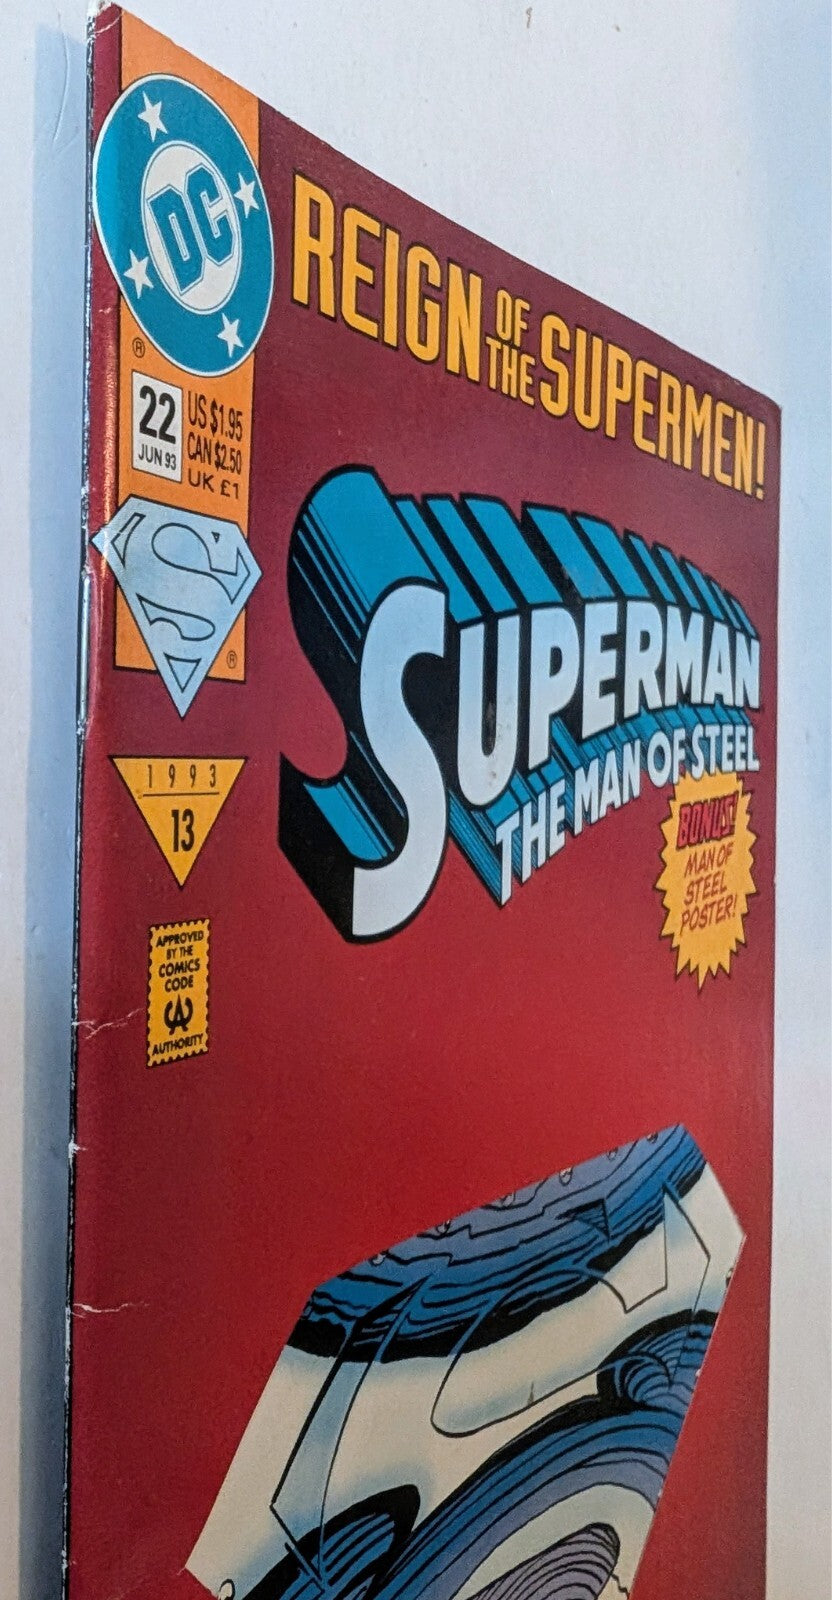 DC
®
22
JUN 93
US $1.95
CAN $2.50
UK £1
S
®
1993
13
APPROVED
BY THE
COMICS
CODE
CA
AUTHORITY
REIGN OF THE SUPERMEN!
SUPERMAN
THE MAN OF STEEL
BONUS!
MAN OF
STEEL
POSTER!